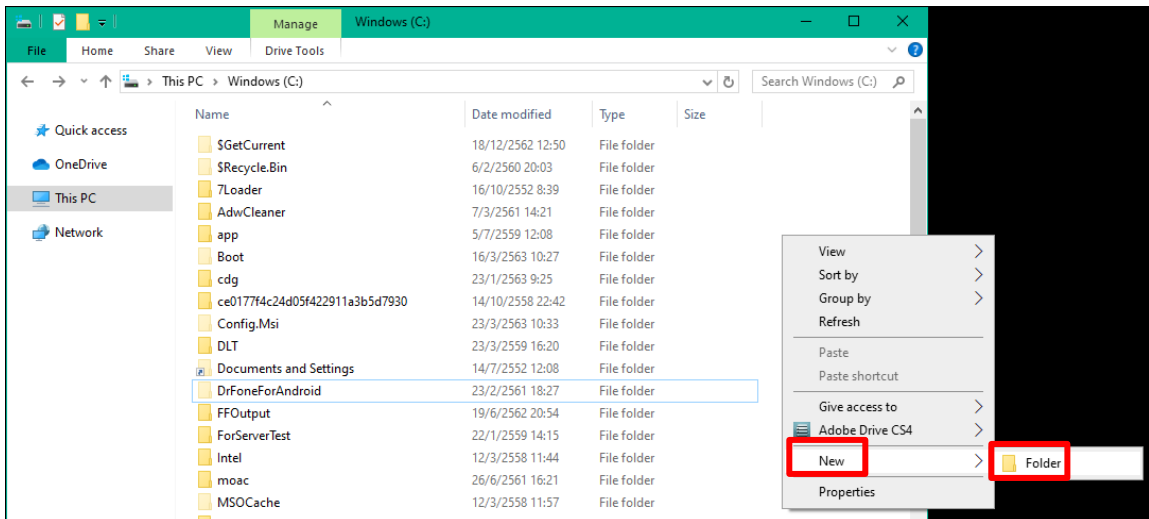 Manage Windows (C:)
File Home Share View Drive Tools
This PC > Windows (C:) Search Windows (C:)
Name Date modified Type Size
Quick access
OneDrive
This PC
Network
$GetCurrent 18/12/2562 12:50 File folder
$Recycle.Bin 6/2/2560 20:03 File folder
7Loader 16/10/2552 8:39 File folder
AdwCleaner 7/3/2561 14:21 File folder
app 5/7/2559 12:08 File folder
Boot 16/3/2563 10:27 File folder
cdg 23/1/2563 9:25 File folder
ce0177f4c24d05f422911a3b5d7930 14/10/2558 22:42 File folder
Config.Msi 23/3/2563 10:33 File folder
DLT 23/3/2559 16:20 File folder
Documents and Settings 14/7/2552 12:08 File folder
DrFoneForAndroid 23/2/2561 18:27 File folder
FFOutput 19/6/2562 20:54 File folder
ForServerTest 22/1/2559 14:15 File folder
Intel 12/3/2558 11:44 File folder
moac 26/6/2561 16:21 File folder
MSOCache 12/3/2558 11:57 File folder
View
Sort by
Group by
Refresh
Paste
Paste shortcut
Give access to
Adobe Drive CS4
New
Folder
Properties